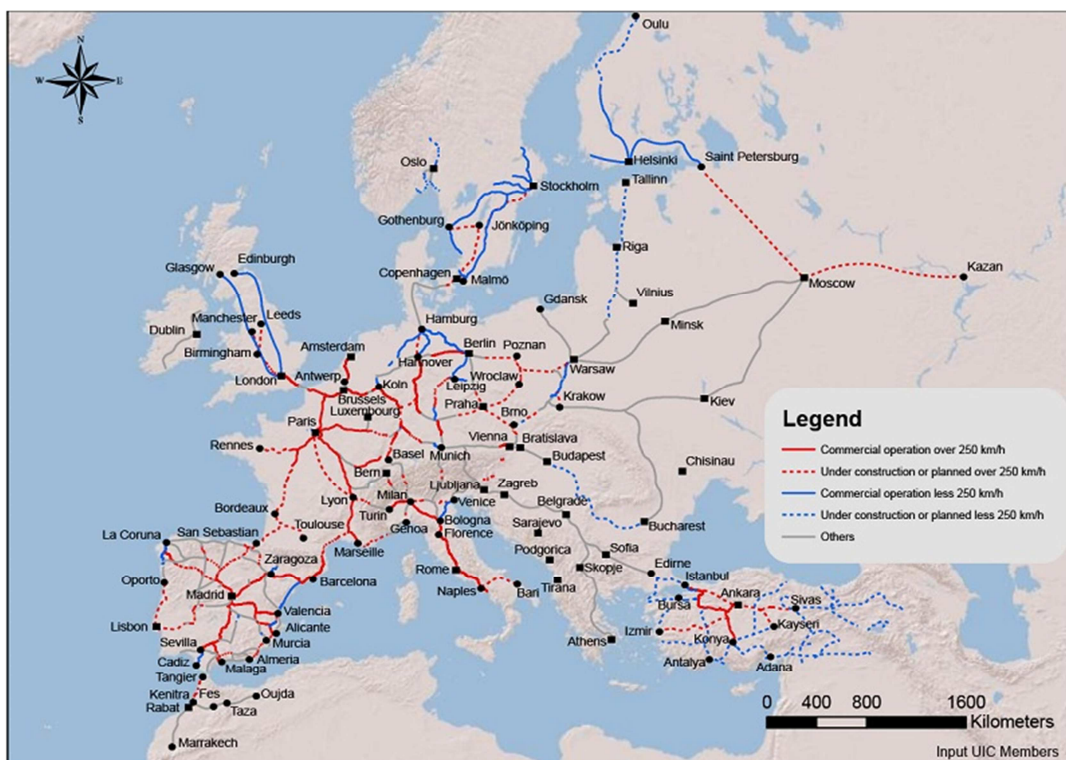 N
W E
S
Oulu
Oslo
Helsinki
Saint Petersburg
Tallinn
Stockholm
Gothenburg
Jönköping
Riga
Edinburgh
Glasgow
Copenhagen
Malmö
Kazan
Moscow
Vilnius
Gdansk
Minsk
Manchester
Leeds
Dublin
Hamburg
Birmingham
Amsterdam
Berlin
Poznan
Hannover
Warsaw
London
Antwerp
Koln
Leipzig
Wroclaw
Brussels
Luxembourg
Praha
Krakow
Kiev
Brno
Paris
Vienna
Bratislava
Rennes
Basel
Munich
Budapest
Chisinau
Bern
Ljubljana
Zagreb
Lyon
Milan
Venice
Belgrade
Bordeaux
Turin
Bologna
Bucharest
Toulouse
Genoa
Florence
Sarajevo
La Coruna
San Sebastian
Marseille
Sofia
Podgorica
Edirne
Zaragoza
Rome
Skopje
Istanbul
Oporto
Barcelona
Tirana
Ankara
Sivas
Madrid
Naples
Bari
Bursa
Valencia
Kayseri
Lisbon
Alicante
Izmir
Konya
Sevilla
Murcia
Athens
Cadiz
Malaga
Almeria
Antalya
Adana
Tangier
Kenitra
Fes
Oujda
Rabat
Taza
Marrakech
Legend
Commercial operation over 250 km/h
Under construction or planned over 250 km/h
Commercial operation less 250 km/h
Under construction or planned less 250 km/h
Others
0 400 800 1600
Kilometers
Input UIC Members